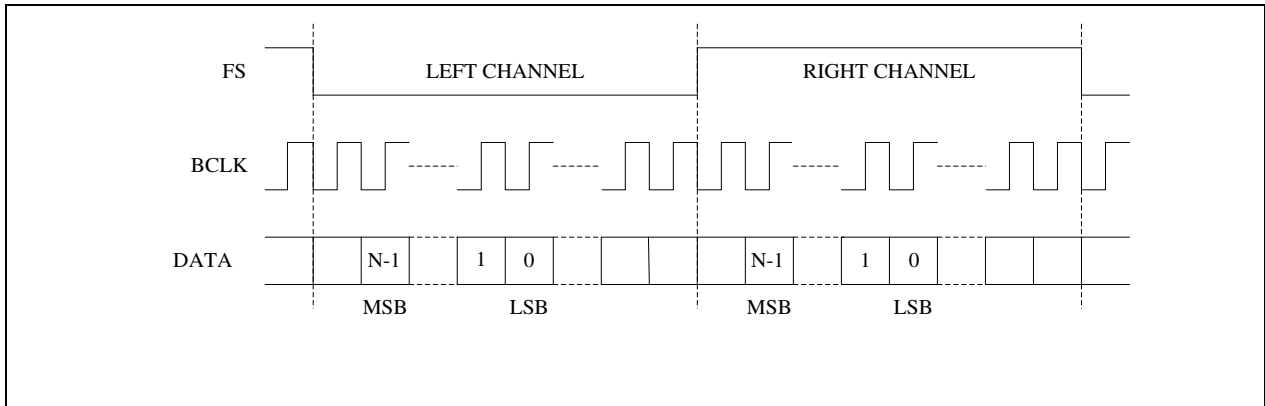 FS LEFT CHANNEL RIGHT CHANNEL
BCLK
DATA N-1 1 0 N-1 1 0
MSB LSB MSB LSB